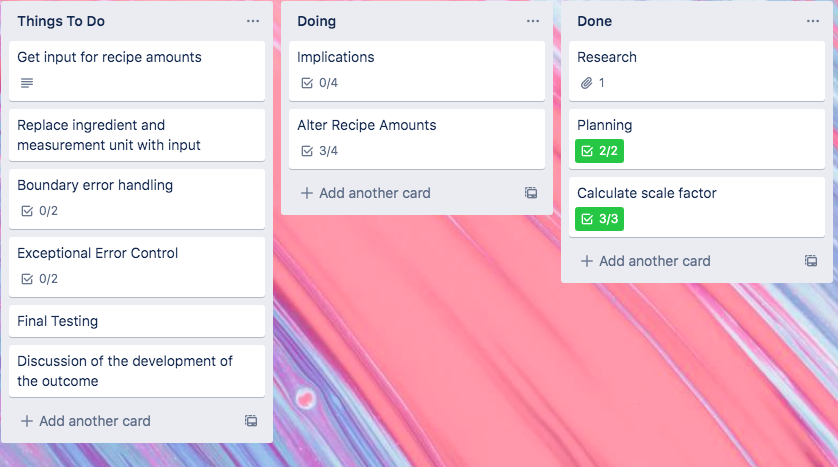 Things To Do
Get input for recipe amounts
Replace ingredient and
measurement unit with input
Boundary error handling
0/2
Exceptional Error Control
0/2
Final Testing
Discussion of the development of
the outcome
Add another card
Doing
Implications
0/4
Alter Recipe Amounts
3/4
Add another card
Done
Research
1
Planning
2/2
Calculate scale factor
3/3
Add another card